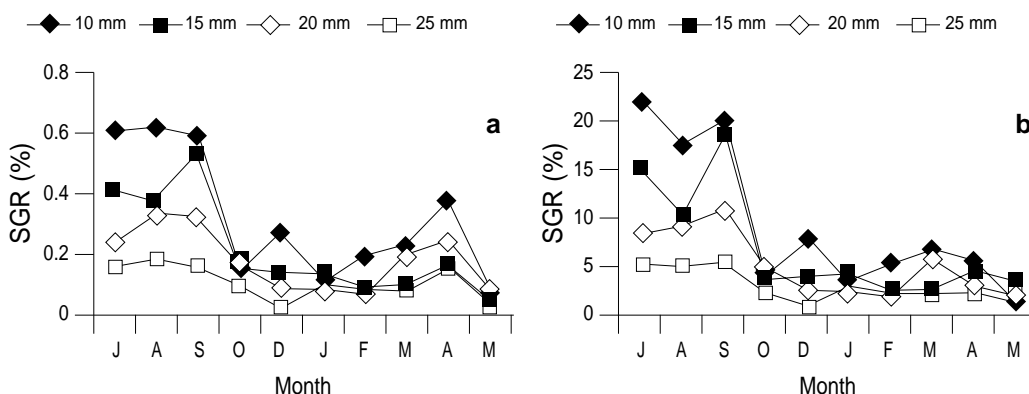 10 mm 15 mm 20 mm 25 mm
0.8
0.6
0.4
0.2
0
SGR (%)
a
J A S O D J F M A M
Month
10 mm 15 mm 20 mm 25 mm
25
20
15
10
5
0
SGR (%)
b
J A S O D J F M A M
Month